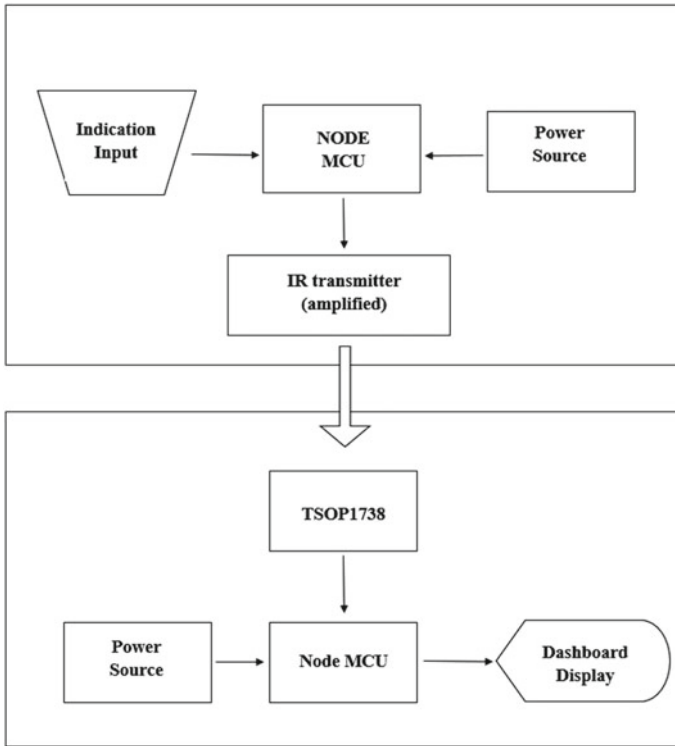 Indication
Input
NODE
MCU
Power
Source
IR transmitter
(amplified)
TSOP1738
Power
Source
Node MCU
Dashboard
Display